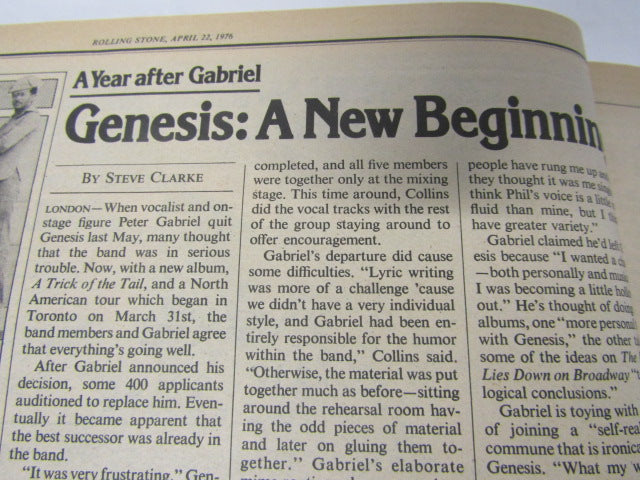 ROLLING STONE, APRIL 22, 1976
A Year after Gabriel
Genesis: A New Beginnin
BY STEVE CLARKE
LONDON—When vocalist and on-
stage figure Peter Gabriel quit
Genesis last May, many thought
that the band was in serious
trouble. Now, with a new album,
A Trick of the Tail, and a North
American tour which began in
Toronto on March 31st, the
band members and Gabriel agree
that everything's going well.
After Gabriel announced his
decision, some 400 applicants
auditioned to replace him. Even-
tually it became apparent that
the best successor was already in
the band.
"It was very frustrating," Gen-
completed, and all five members
were together only at the mixing
stage. This time around, Collins
did the vocal tracks with the rest
of the group staying around to
offer encouragement.
Gabriel's departure did cause
some difficulties. "Lyric writing
was more of a challenge 'cause
we didn't have a very individual
style, and Gabriel had been en-
tirely responsible for the humor
within the band," Collins said.
"Otherwise, the material was put
together much as before—sitting
around the rehearsal room hav-
ing the odd pieces of material
and later on gluing them to-
gether." Gabriel's elaborate
people have rung me up
they thought it was me
think Phil's voice is a
fluid than mine, but I
have greater variety."
Gabriel claimed he'd
esis because "I wanted a
—both personally and
I was becoming a little
out." He's thought of doing
albums, one "more
with Genesis," the other
some of the ideas on The
Lies Down on Broadway
logical conclusions."
Gabriel is toying with
of joining a
commune that is
Genesis. "What my